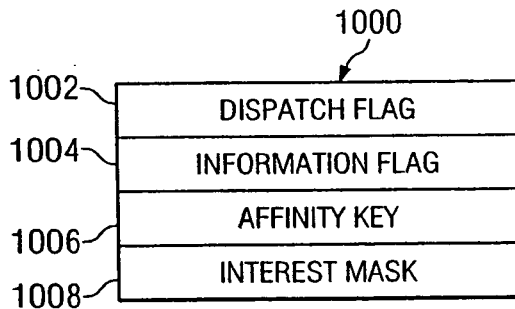 1000
1002
DISPATCH FLAG
1004
INFORMATION FLAG
1006
AFFINITY KEY
1008
INTEREST MASK